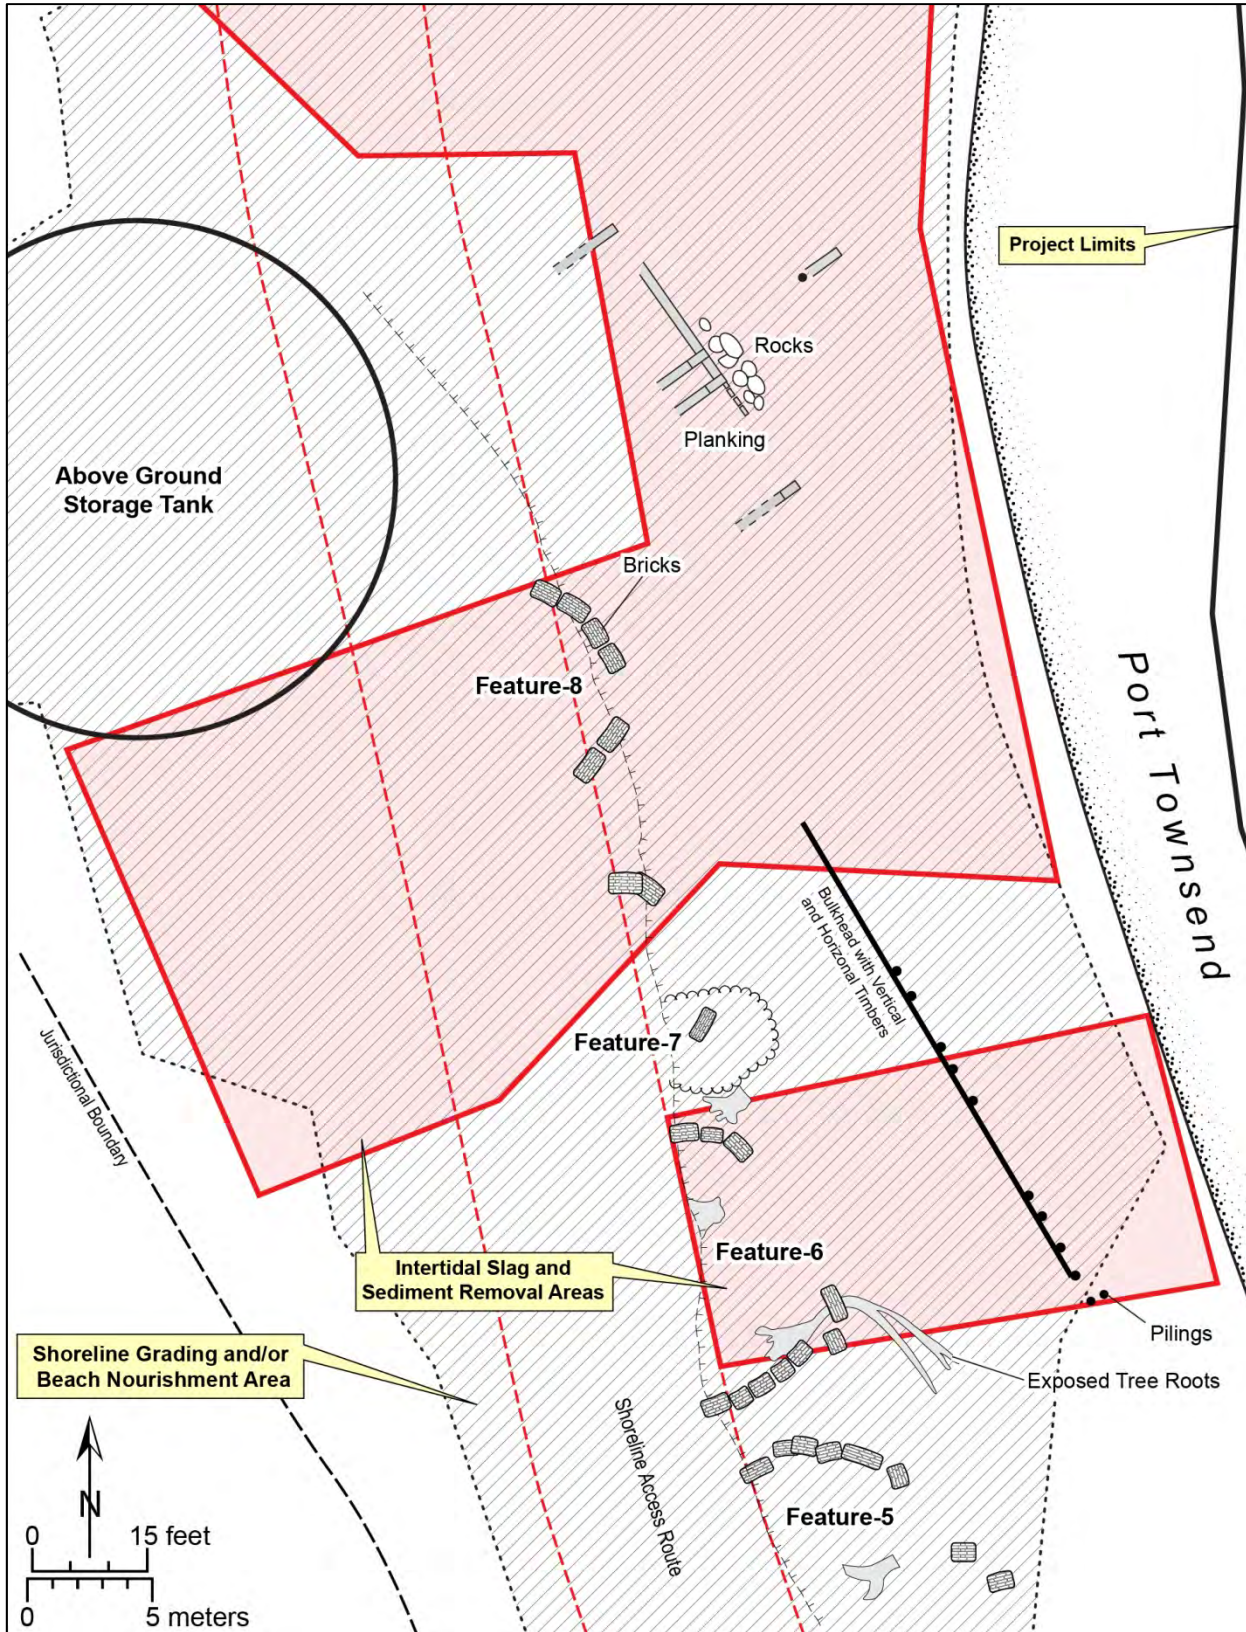 Project Limits
Rocks
Planking
Above Ground
Storage Tank
Bricks
Feature-8
Port Townsend
Bulkhead with Vertical
and Horizonal Timbers
Feature-7
Jurisdictional Boundary
Feature-6
Intertidal Slag and
Sediment Removal Areas
Pilings
Shoreline Grading and/or
Beach Nourishment Area
Exposed Tree Roots
Shoreline Access Route
Feature-5
N
0 15 feet
0 5 meters